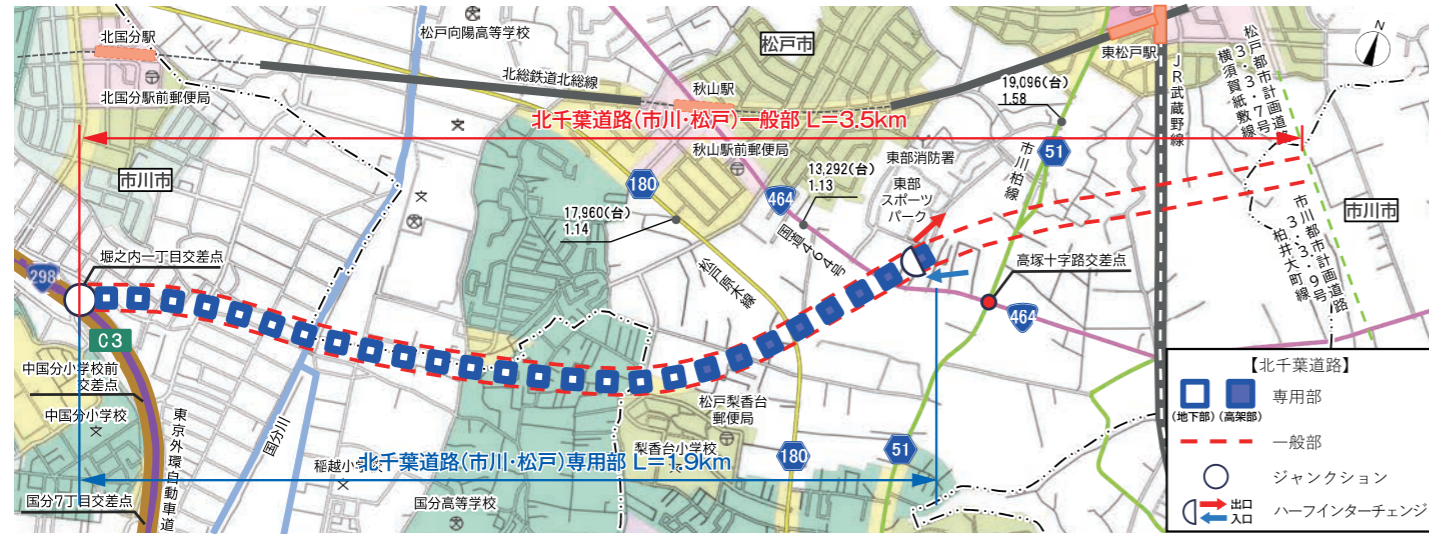 北国分駅
北国分駅前郵便局
市川市
松戸向陽高等学校
北総鉄道北総線
松戸市
秋山駅
秋山駅前郵便局
北千葉道路(市川・松戸)一般部 L=3.5km
東松戸駅
JR武蔵野線
19,096(台)
1.58
51
市川柏線
N
松戸都市計画道路
3・3・7号
横須賀紙敷線
市川市
市川都市計画道路
3・3・9号
柏井大町線
180
17,960(台)
1.14
13,292(台)
1.13
464
国道464号
東部消防署
東部
スポーツ
パーク
松戸原木線
高塚十字路交差点
464
堀之内一丁目交差点
298
C3
中国分小学校前
交差点
中国分小学校
国分7丁目交差点
東京外環自動車道
国分川
稲越小学校
国分高等学校
松戸梨香台
郵便局
梨香台小学校
180
51
北千葉道路(市川・松戸)専用部 L=1.9km
【北千葉道路】
(地下部) (高架部) 専用部
一般部
ジャンクション
出口
入口
ハーフインターチェンジ